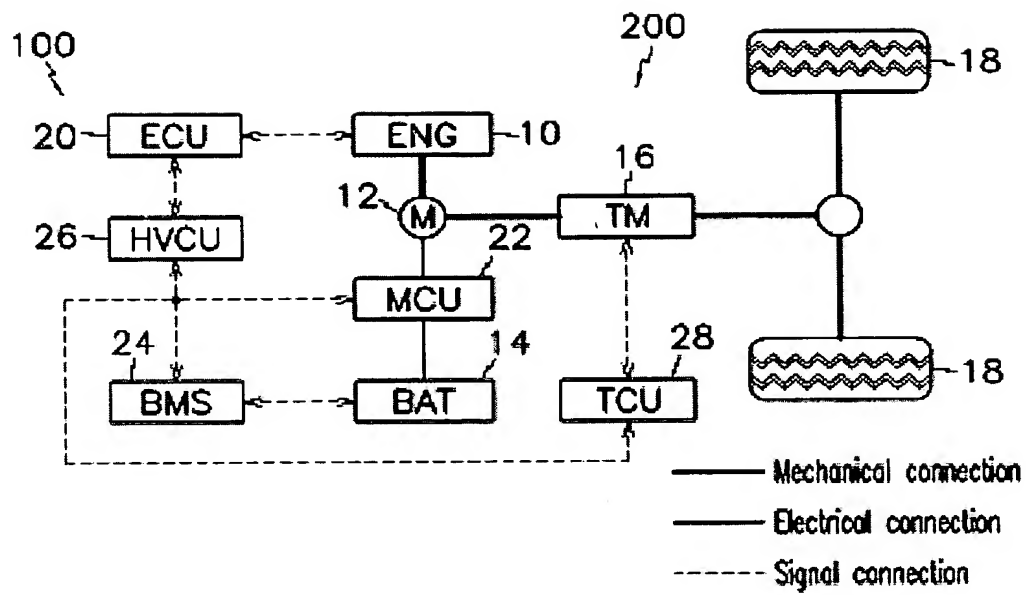 100
200
18
20 ECU
ENG 10
16
12 M
TM
26 HVCU
22
MCU
24
14
28
18
BMS
BAT
TCU
Mechanical connection
Electrical connection
Signal connection